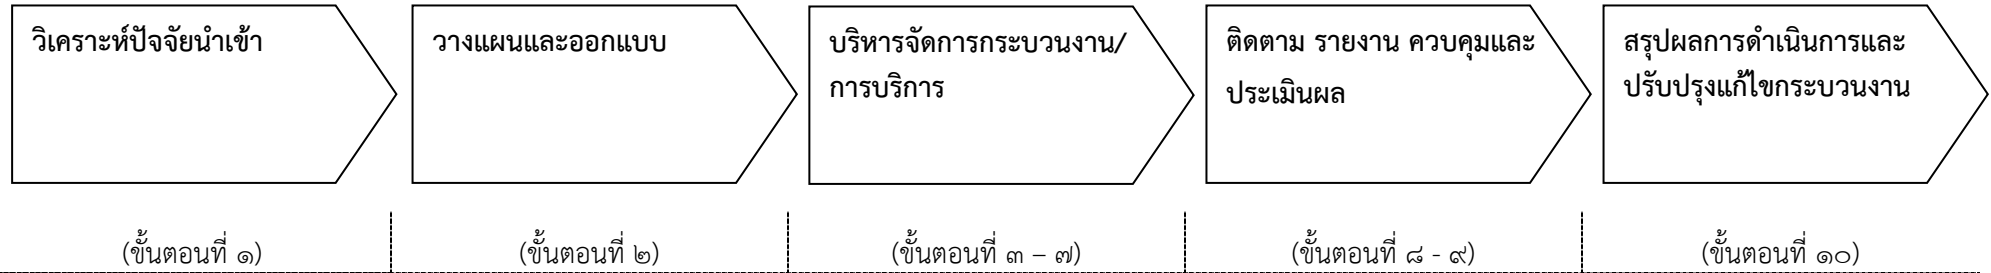 วิเคราะห์ปัจจัยนำเข้า
วางแผนและออกแบบ
บริหารจัดการกระบวนงาน/
การบริการ
ติดตาม รายงาน ควบคุมและ
ประเมินผล
สรุปผลการดำเนินการและ
ปรับปรุงแก้ไขกระบวนงาน
(ขั้นตอนที่ ๑)
(ขั้นตอนที่ ๒)
(ขั้นตอนที่ ๓ – ๗)
(ขั้นตอนที่ ๘ - ๙)
(ขั้นตอนที่ ๑๐)